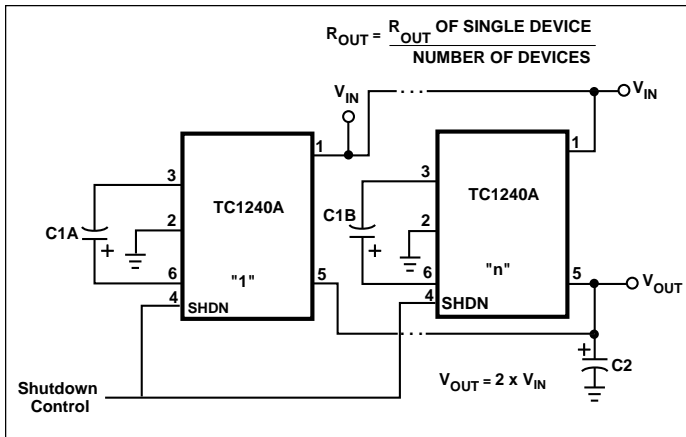 R_OUT = R_OUT OF SINGLE DEVICE
NUMBER OF DEVICES
V_IN
V_IN
1
1
3
3
TC1240A
TC1240A
2
2
C1A
+
C1B
+
"1"
"n"
6
5
6
5
V_OUT
4
SHDN
4
SHDN
+
C2
V_OUT = 2 x V_IN
Shutdown
Control